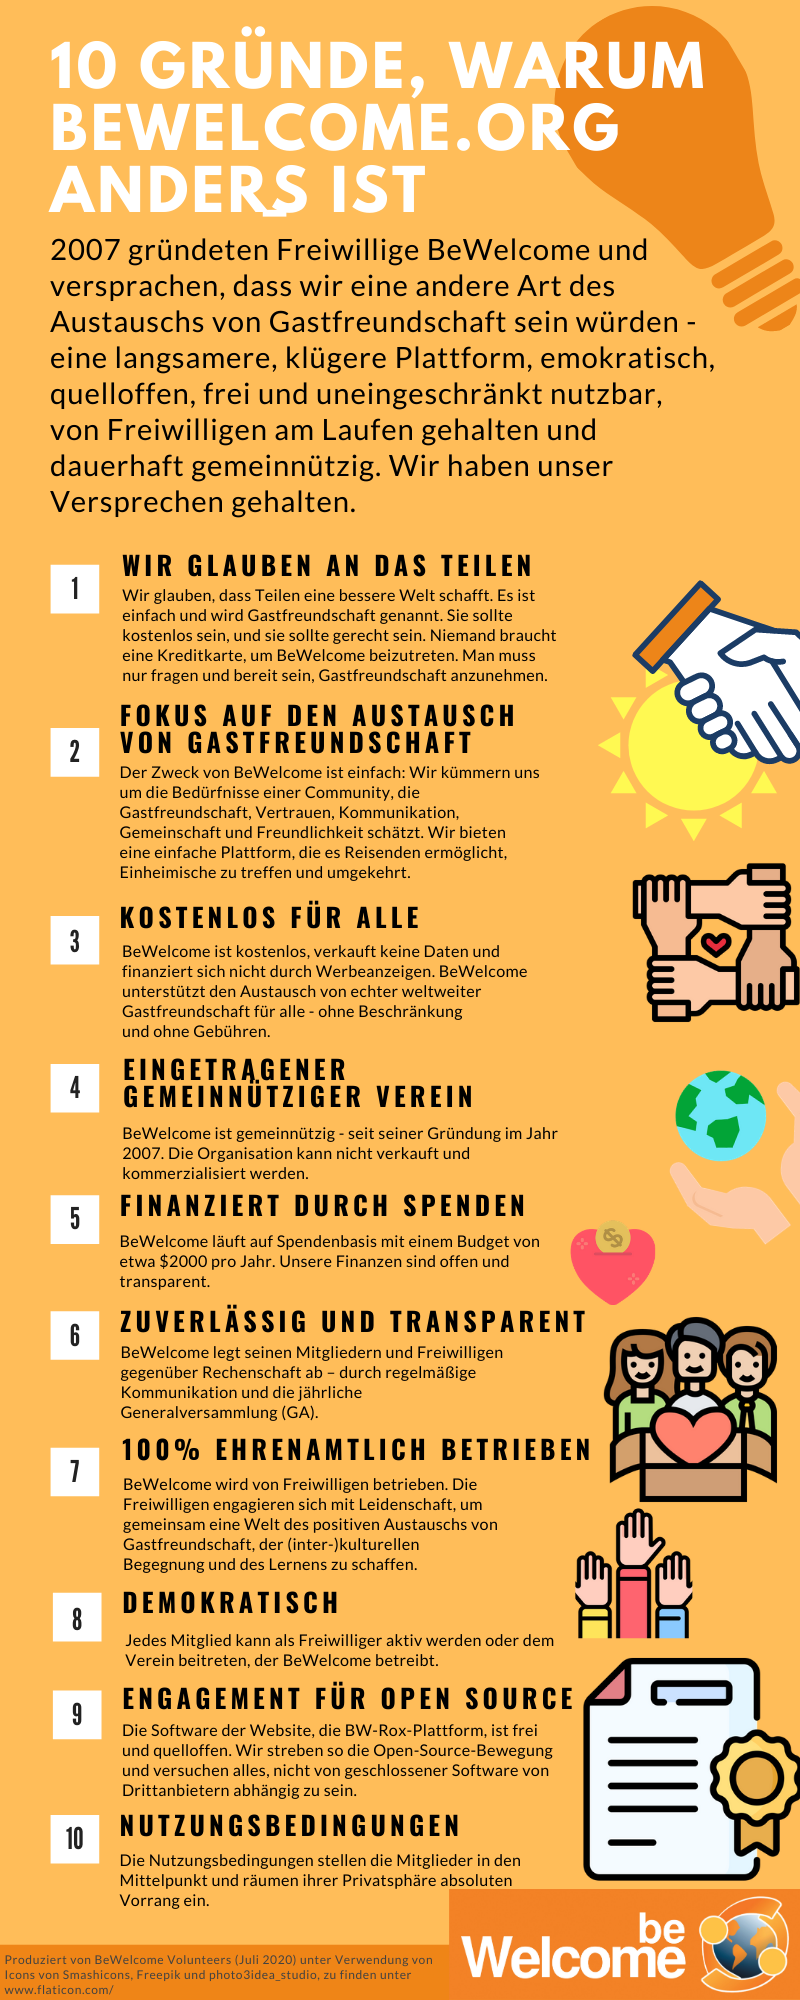 10 GRÜNDE, WARUM
BEWELCOME.ORG
ANDERS IST
2007 gründeten Freiwillige BeWelcome und
versprachen, dass wir eine andere Art des
Austauschs von Gastfreundschaft sein würden -
eine langsamere, klügere Plattform, emokratisch,
quelloffen, frei und uneingeschränkt nutzbar,
von Freiwilligen am Laufen gehalten und
dauerhaft gemeinnützig. Wir haben unser
Versprechen gehalten.
1
WIR GLAUBEN AN DAS TEILEN
Wir glauben, dass Teilen eine bessere Welt schafft. Es ist
einfach und wird Gastfreundschaft genannt. Sie sollte
kostenlos sein, und sie sollte gerecht sein. Niemand braucht
eine Kreditkarte, um BeWelcome beizutreten. Man muss
nur fragen und bereit sein, Gastfreundschaft anzunehmen.
2
FOKUS AUF DEN AUSTAUSCH
VON GASTFREUNDSCHAFT
Der Zweck von BeWelcome ist einfach: Wir kümmern uns
um die Bedürfnisse einer Community, die
Gastfreundschaft, Vertrauen, Kommunikation,
Gemeinschaft und Freundlichkeit schätzt. Wir bieten
eine einfache Plattform, die es Reisenden ermöglicht,
Einheimische zu treffen und umgekehrt.
3
KOSTENLOS FÜR ALLE
BeWelcome ist kostenlos, verkauft keine Daten und
finanziert sich nicht durch Werbeanzeigen. BeWelcome
unterstützt den Austausch von echter weltweiter
Gastfreundschaft für alle - ohne Beschränkung
und ohne Gebühren.
4
EINGETRAGENER
GEMEINNÜTZIGER VEREIN
BeWelcome ist gemeinnützig - seit seiner Gründung im Jahr
2007. Die Organisation kann nicht verkauft und
kommerzialisiert werden.
5
FINANZIERT DURCH SPENDEN
BeWelcome läuft auf Spendenbasis mit einem Budget von
etwa $2000 pro Jahr. Unsere Finanzen sind offen und
transparent.
6
ZUVERLÄSSIG UND TRANSPARENT
BeWelcome legt seinen Mitgliedern und Freiwilligen
gegenüber Rechenschaft ab – durch regelmäßige
Kommunikation und die jährliche
Generalversammlung (GA).
7
100% EHRENAMTLICH BETRIEBEN
BeWelcome wird von Freiwilligen betrieben. Die
Freiwilligen engagieren sich mit Leidenschaft, um
gemeinsam eine Welt des positiven Austauschs von
Gastfreundschaft, der (inter-)kulturellen
Begegnung und des Lernens zu schaffen.
8
DEMOKRATISCH
Jedes Mitglied kann als Freiwilliger aktiv werden oder dem
Verein beitreten, der BeWelcome betreibt.
9
ENGAGEMENT FÜR OPEN SOURCE
Die Software der Website, die BW-Rox-Plattform, ist frei
und quelloffen. Wir streben so die Open-Source-Bewegung
und versuchen alles, nicht von geschlossener Software von
Drittanbietern abhängig zu sein.
10
NUTZUNGSBEDINGUNGEN
Die Nutzungsbedingungen stellen die Mitglieder in den
Mittelpunkt und räumen ihrer Privatsphäre absoluten
Vorrang ein.
Produziert von BeWelcome Volunteers (Juli 2020) unter Verwendung von
Icons von Smashicons, Freepik und photo3idea_studio, zu finden unter
www.flaticon.com/
be
Welcome